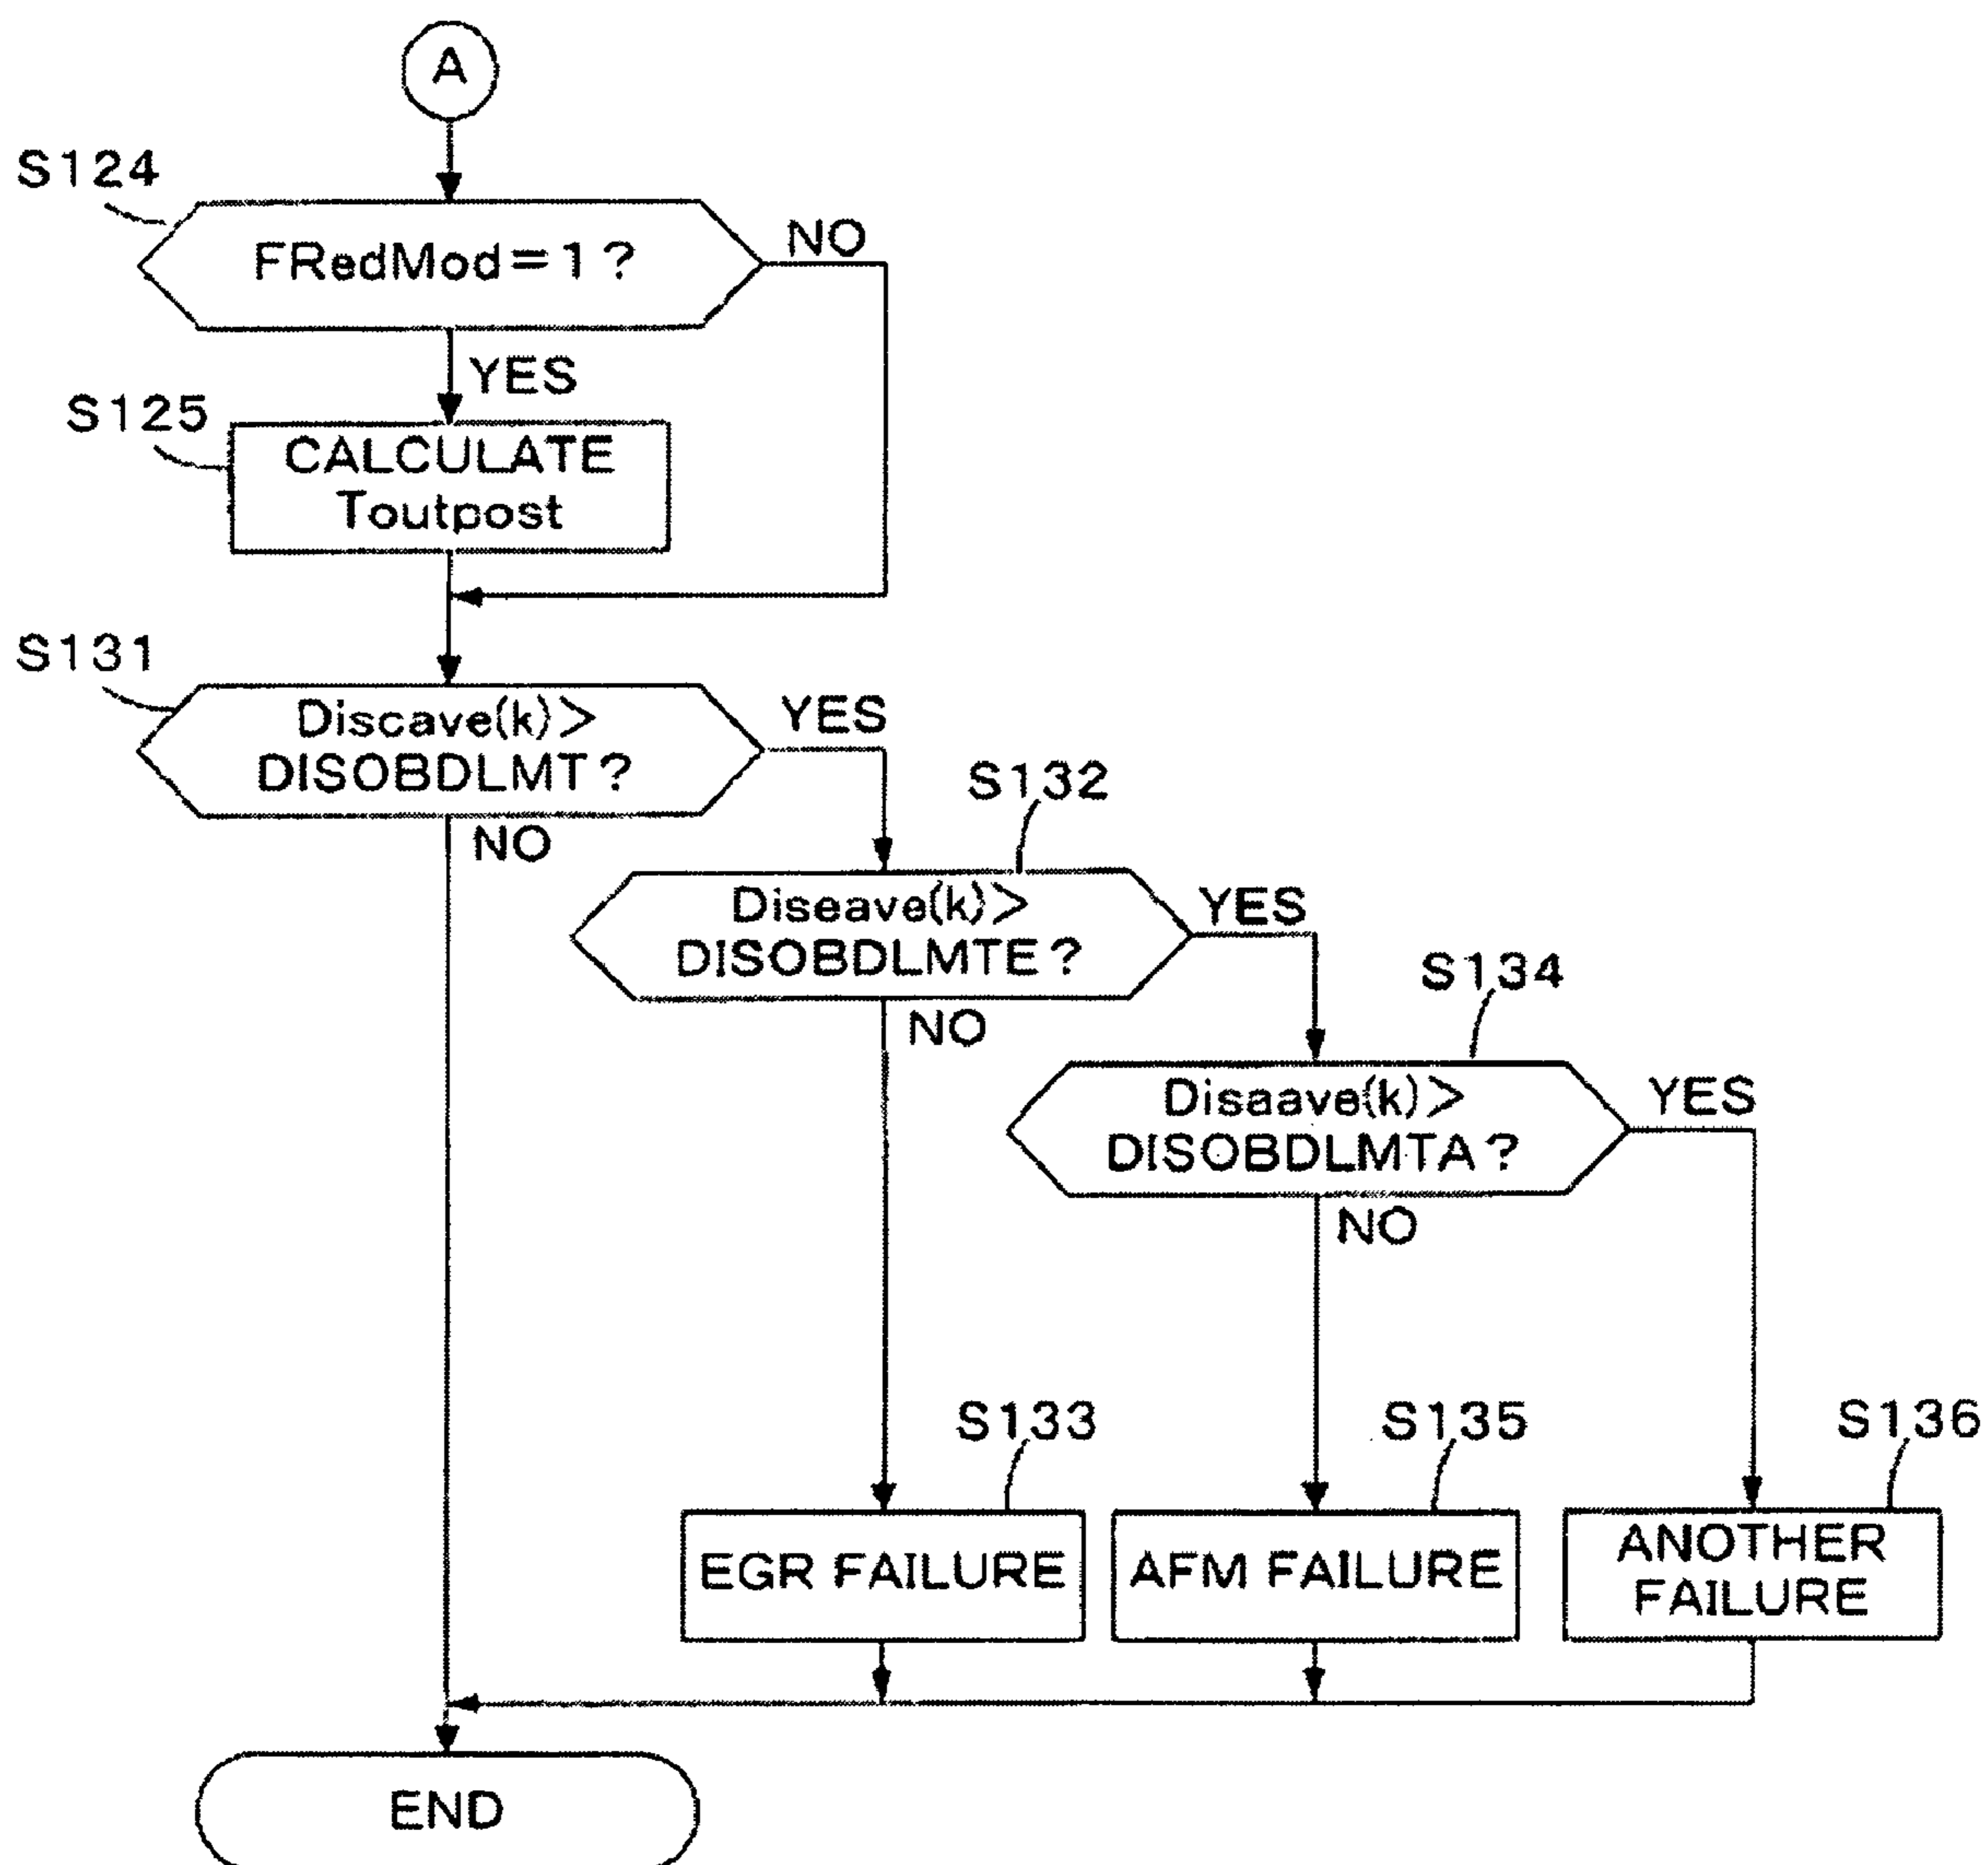 A
S124
FRedMod=1?
NO
YES
S125
CALCULATE
Toutpost
S131
Discave(k)>
DISOBDLMT?
YES
NO
S132
Diseave(k)>
DISOBDLMTE?
YES
NO
S134
Disaave(k)>
DISOBDLMTA?
YES
NO
S133
EGR FAILURE
S135
AFM FAILURE
S136
ANOTHER
FAILURE
END